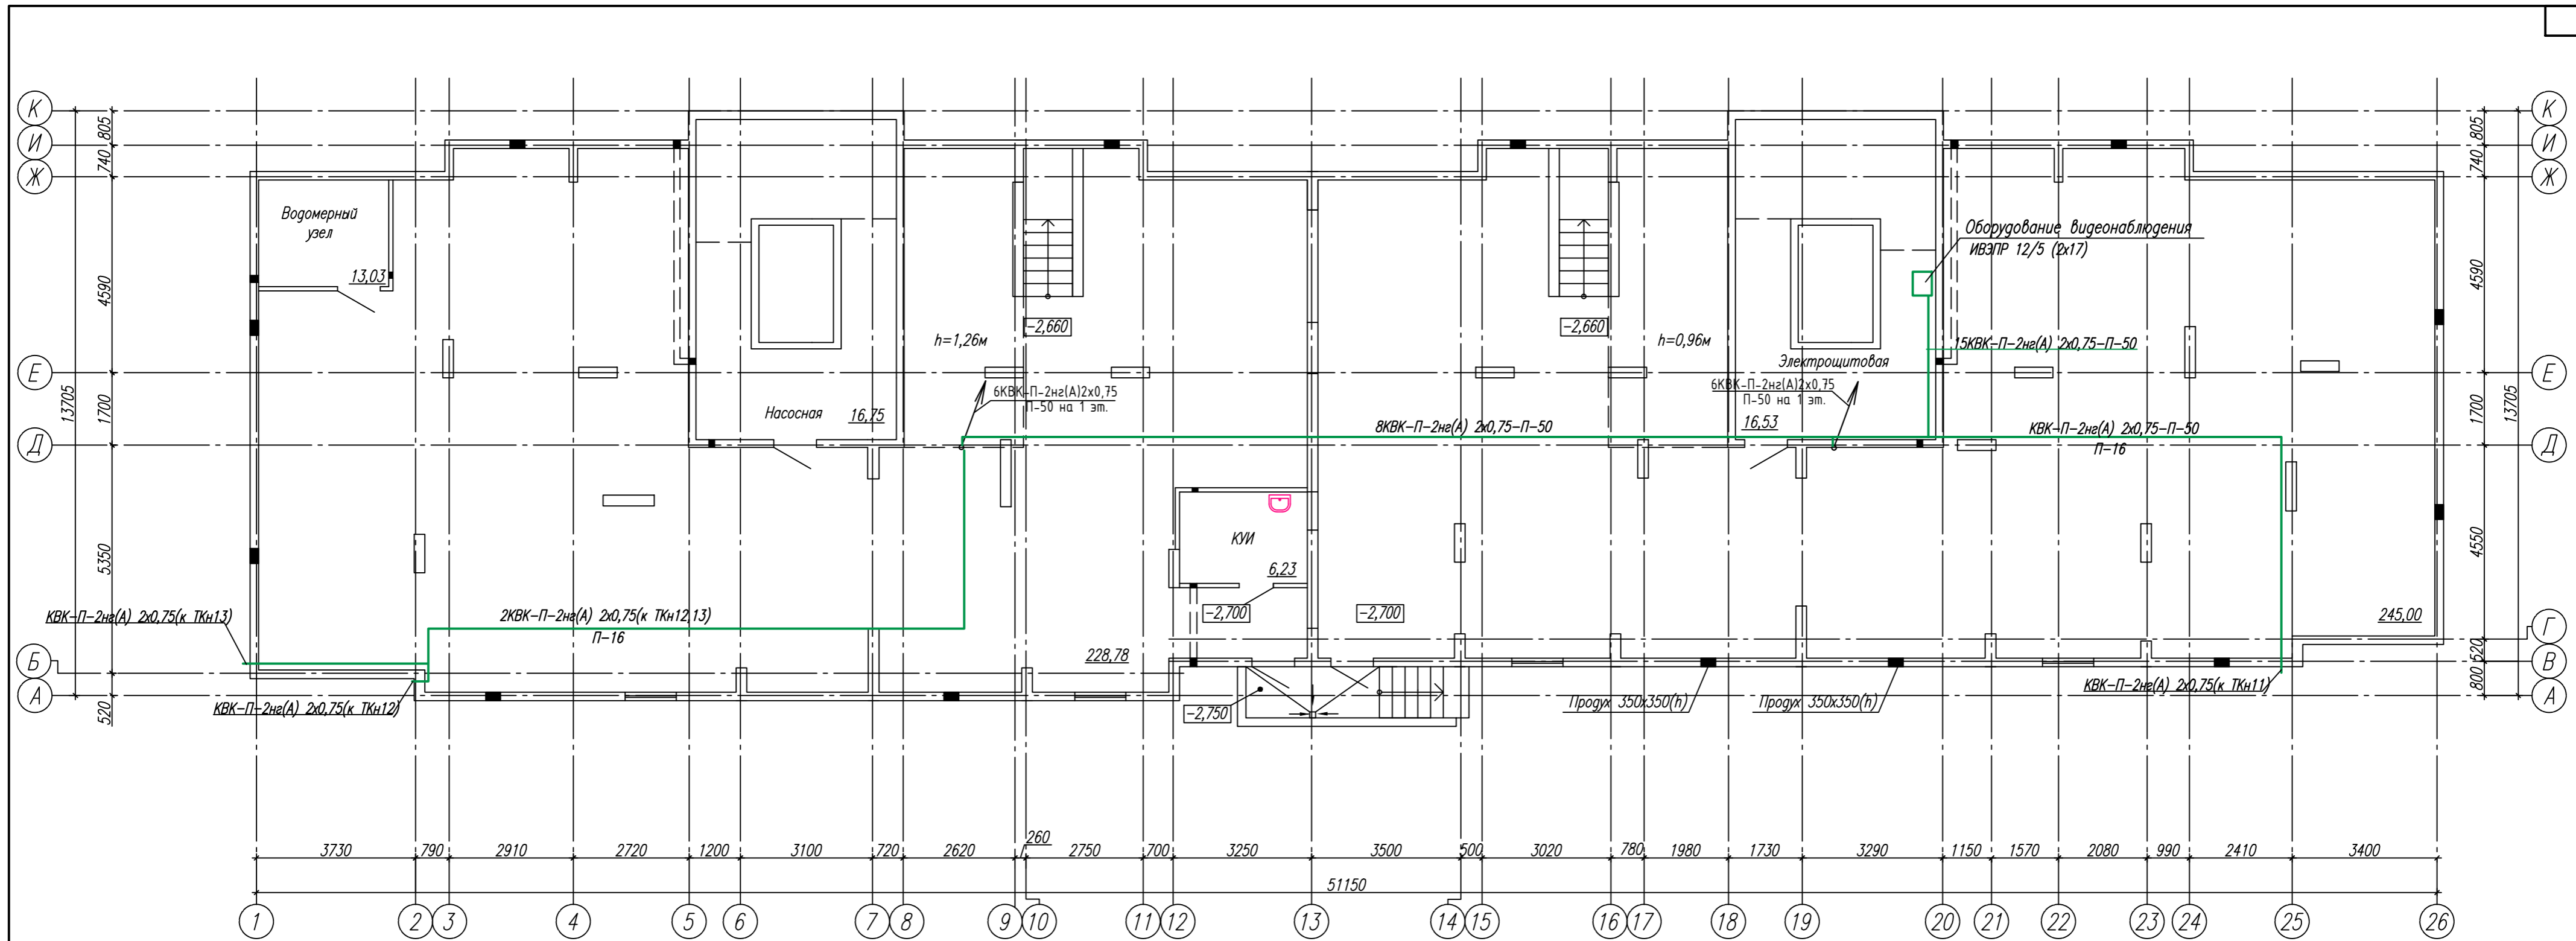 К
И
Ж
Е
Д
Б
А
805
740
4590
1700
5350
520
13705
К
И
Ж
Е
Д
Г
В
А
805
740
4590
1700
4550
520
800
13705
Водомерный
узел
13,03
Насосная
16,75
h=1,26м
-2,660
6КВК-П-2нг(А)2х0,75
П-50 на 1 эт.
-2,660
h=0,96м
Электрощитовая
6КВК-П-2нг(А)2х0,75
П-50 на 1 эт.
16,53
Оборудование видеонаблюдения
ИВЭПР 12/5 (2х17)
15КВК-П-2нг(А) 2х0,75-П-50
8КВК-П-2нг(А) 2х0,75-П-50
КВК-П-2нг(А) 2х0,75-П-50
П-16
КУИ
6,23
-2,700
-2,700
КВК-П-2нг(А) 2х0,75(к ТКн13)
2КВК-П-2нг(А) 2х0,75(к ТКн12,13)
П-16
228,78
245,00
КВК-П-2нг(А) 2х0,75(к ТКн12)
-2,750
Продух 350х350(h)
Продух 350х350(h)
КВК-П-2нг(А) 2х0,75(к ТКн11)
3730 790 2910 2720 1200 3100 720 2620 260 2750 700 3250 3500 500 3020 780 1980 1730 3290 1150 1570 2080 990 2410 3400
51150
1 2 3 4 5 6 7 8 9 10 11 12 13 14 15 16 17 18 19 20 21 22 23 24 25 26